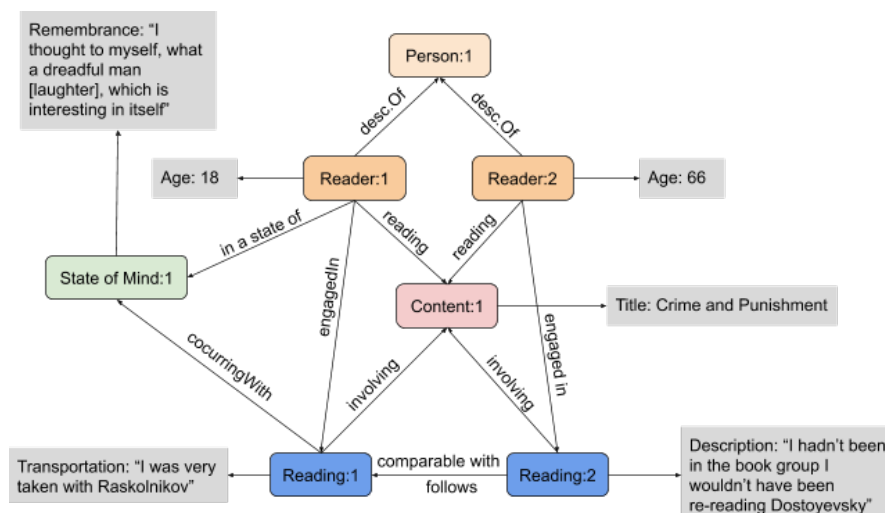 Remembrance: “I
thought to myself, what
a dreadful man
[laughter], which is
interesting in itself”
Person:1
desc.Of
desc.Of
Age: 18
Reader:1
Reader:2
Age: 66
in a state of
reading
reading
State of Mind:1
engagedIn
Content:1
Title: Crime and Punishment
engaged in
cocurringWith
involving
involving
Transportation: “I was very
taken with Raskolnikov”
Reading:1
comparable with
follows
Reading:2
Description: “I hadn’t been
in the book group I
wouldn’t have been
re-reading Dostoyevsky”